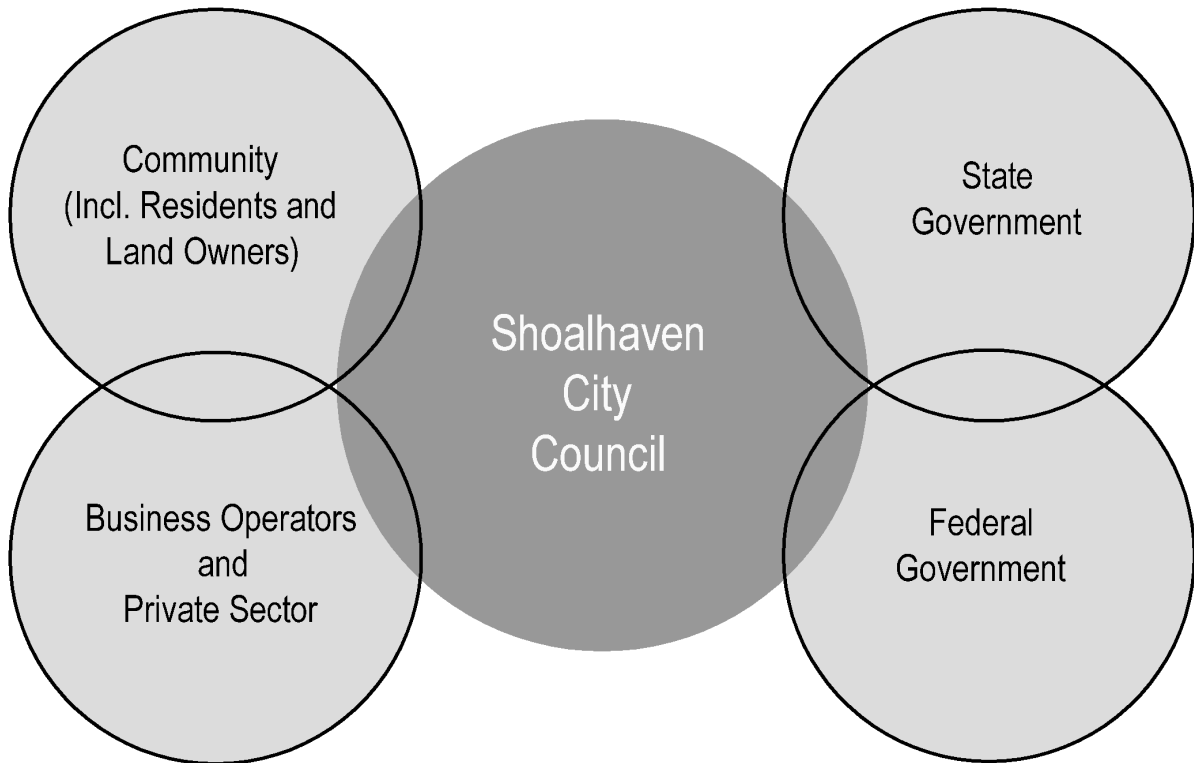 Community
(Incl. Residents and
Land Owners)
State
Government
Shoalhaven
City
Council
Business Operators
and
Private Sector
Federal
Government